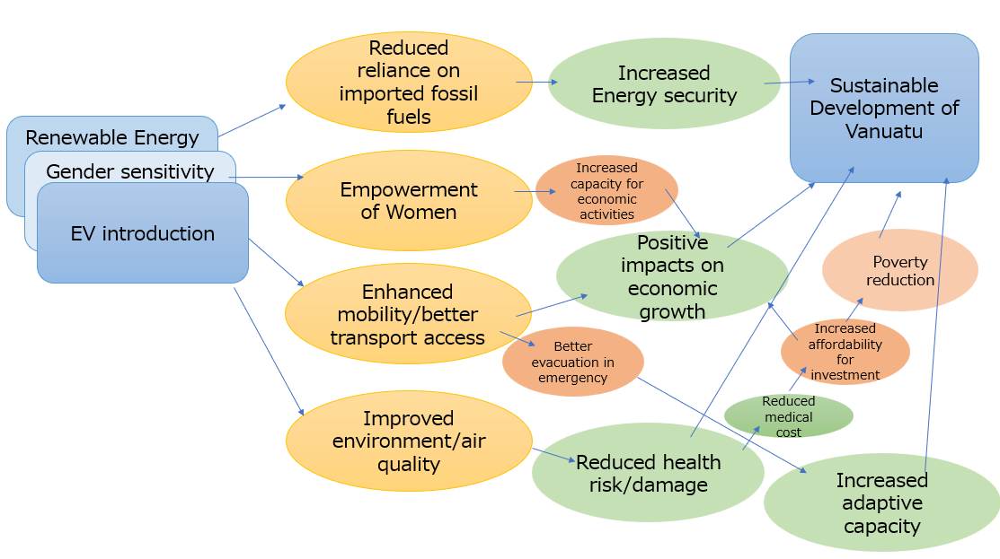 Renewable Energy
Gender sensitivity
EV introduction
Reduced
reliance on
imported fossil
fuels
Increased
Energy security
Sustainable
Development of
Vanuatu
Empowerment
of Women
Increased
capacity for
economic
activities
Positive
impacts on
economic
growth
Poverty
reduction
Enhanced
mobility/better
transport access
Better
evacuation in
emergency
Increased
affordability
for
investment
Reduced
medical
cost
Improved
environment/air
quality
Reduced health
risk/damage
Increased
adaptive
capacity